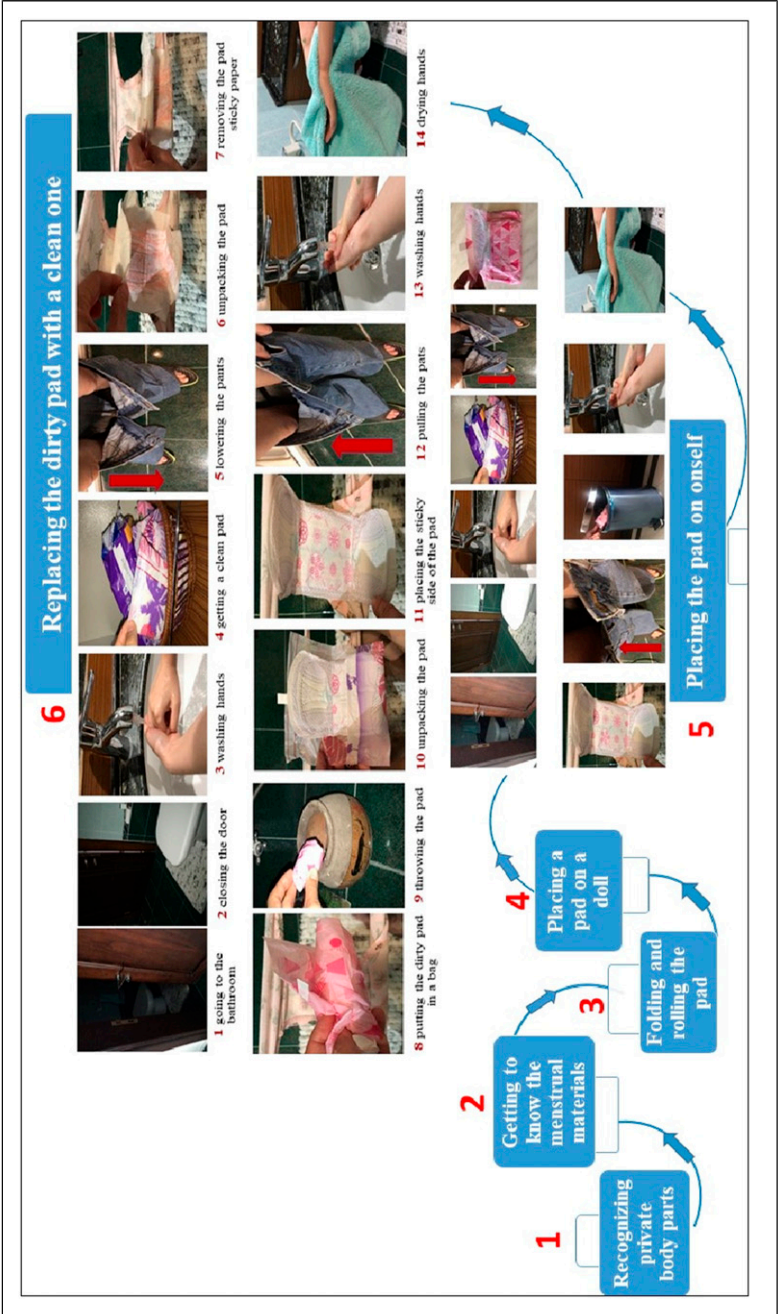 6
Replacing the dirty pad with a clean one
1 going to the
bathroom
2 closing the door
3 washing hands
4 getting a clean pad
5 lowering the pants
6 unpacking the pad
7 removing the pad
sticky paper
8 putting the dirty pad
in a bag
9 throwing the pad
10 unpacking the pad
11 placing the sticky
side of the pad
12 pulling the pats
13 washing hands
14 drying hands
1
Recognizing
private
body parts
2
Getting to
know the
menstrual
materials
3
Folding and
rolling the
pad
4
Placing a
pad on a
doll
5
Placing the pad on onself